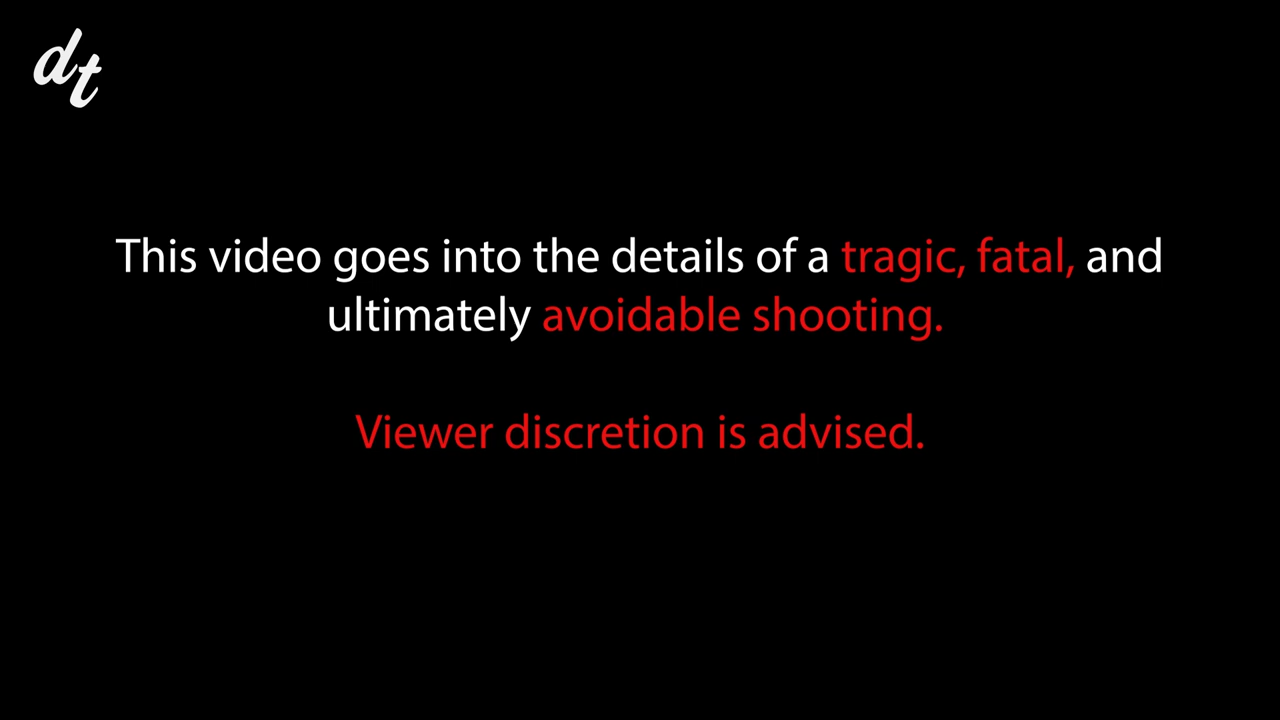 dt
This video goes into the details of a tragic, fatal, and
ultimately avoidable shooting.
Viewer discretion is advised.